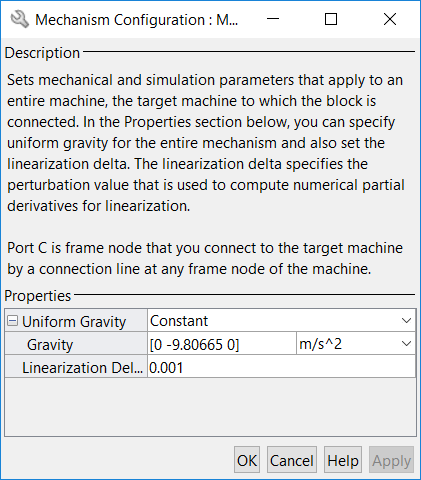 Mechanism Configuration : M...
Description
Sets mechanical and simulation parameters that apply to an
entire machine, the target machine to which the block is
connected. In the Properties section below, you can specify
uniform gravity for the entire mechanism and also set the
linearization delta. The linearization delta specifies the
perturbation value that is used to compute numerical partial
derivatives for linearization.
Port C is frame node that you connect to the target machine
by a connection line at any frame node of the machine.
Properties
Uniform Gravity Constant
Gravity [0 -9.80665 0] m/s^2
Linearization Del... 0.001
OK Cancel Help Apply